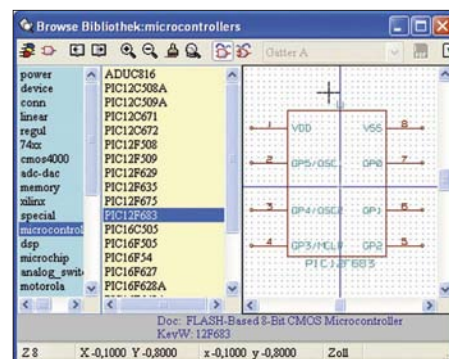 Browse Bibliothek:microcontrollers
Gatter A
power
device
conn
linear
regul
74xx
cmos4000
adc-dac
memory
xilinx
special
microcontrol
dsp
microchip
analog_switc
motorola
ADUC816
PIC12C508A
PIC12C509A
PIC12C671
PIC12C672
PIC12F508
PIC12F509
PIC12F629
PIC12F635
PIC12F675
PIC12F683
PIC16C505
PIC16F505
PIC16F54
PIC16F627
PIC16F628A
U
1 VDD VSS 8
2 GP5/OSC GP0 7
3 GP4/OSC2 GP1 6
4 GP3/MCLR GP2 5
PIC12F683
Doc: FLASH-Based 8-Bit CMOS Microcontroller
KeyW: 12F683
Z 8 X -0,1000 Y -0,8000 x -0,1000 y -0,8000 Zoll